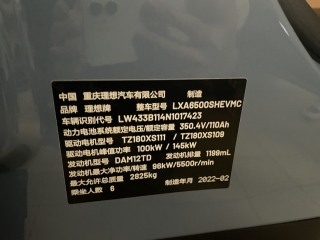 中国 重庆理想汽车有限公司 制造
品牌 理想牌 整车型号 LXA6500SHEVMC
车辆识别代号 LW433B114N1017423
动力电池系统额定电压/额定容量 350.4V/110Ah
驱动电机型号 TZ180XS111 / TZ160XS109
驱动电机峰值功率 100kW / 145kW
发动机型号 DAM12TD 发动机排量 1199mL
发动机最大净功率/转速 96kW/5500r/min
最大允许总质量 2825kg
乘坐人数 6 制造年月 2022-02